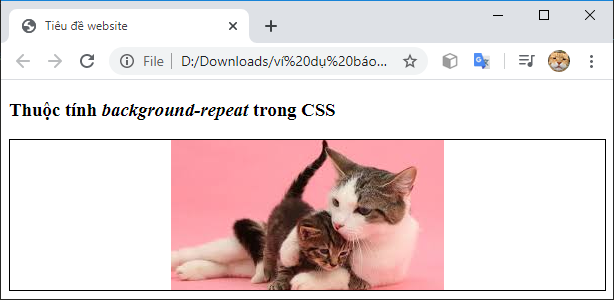 Tiêu đề website
File
D:/Downloads/ví%20dụ%20báo...
Thuộc tính background-repeat trong CSS